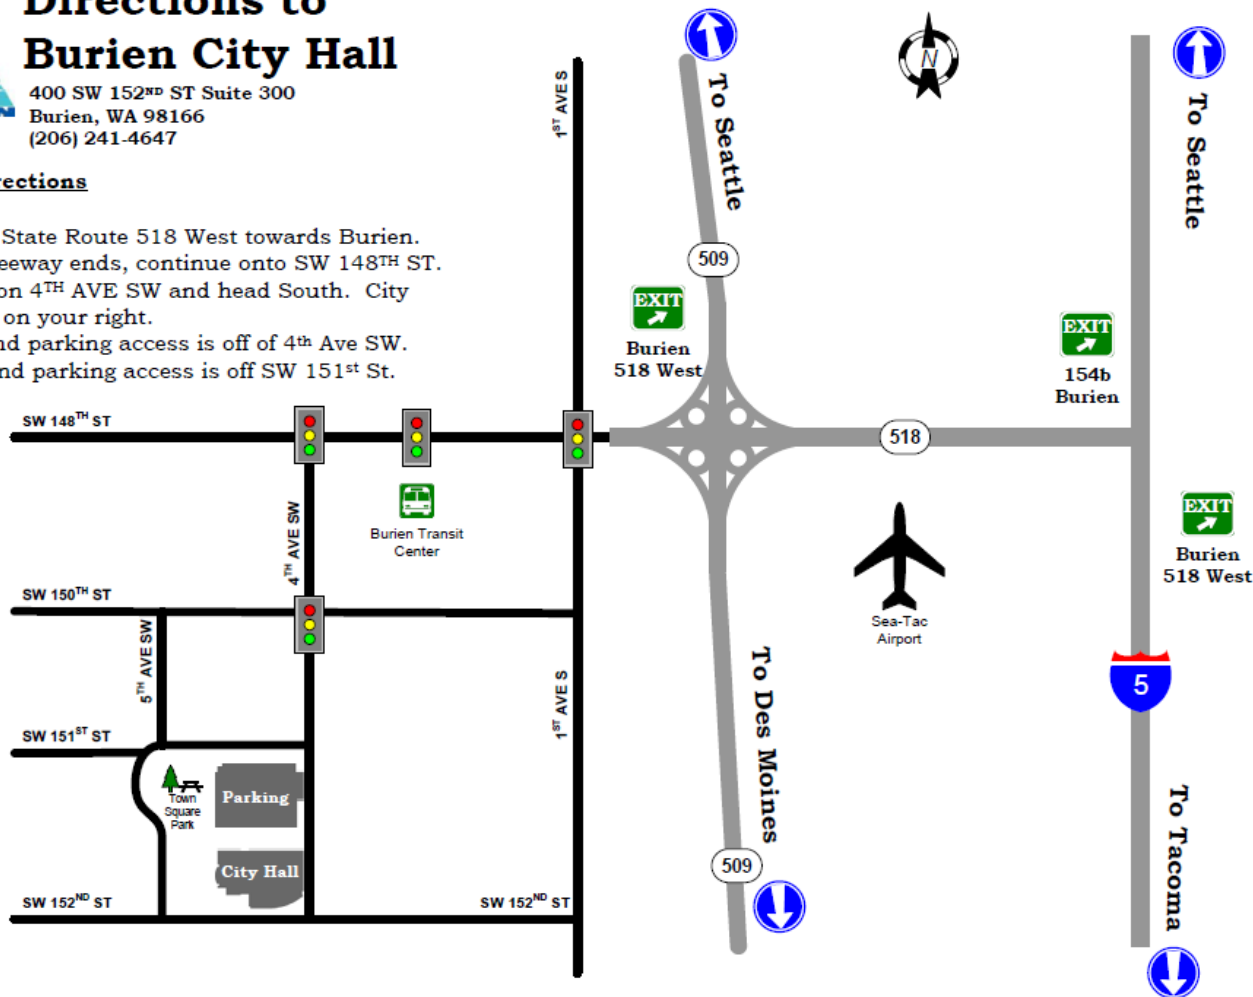 Directions to
Burien City Hall
400 SW 152ND ST Suite 300
Burien, WA 98166
(206) 241-4647
rections
State Route 518 West towards Burien.
eeway ends, continue onto SW 148TH ST.
on 4TH AVE SW and head South. City
on your right.
nd parking access is off of 4th Ave SW.
nd parking access is off SW 151st St.
1ST AVE S
To Seattle
N
To Seattle
509
EXIT
Burien
518 West
EXIT
154b
Burien
SW 148TH ST
518
4TH AVE SW
Burien Transit
Center
EXIT
Burien
518 West
SW 150TH ST
Sea-Tac
Airport
5TH AVE SW
1ST AVE S
To Des Moines
5
SW 151ST ST
Town
Square
Park
Parking
City Hall
509
To Tacoma
SW 152ND ST
SW 152ND ST